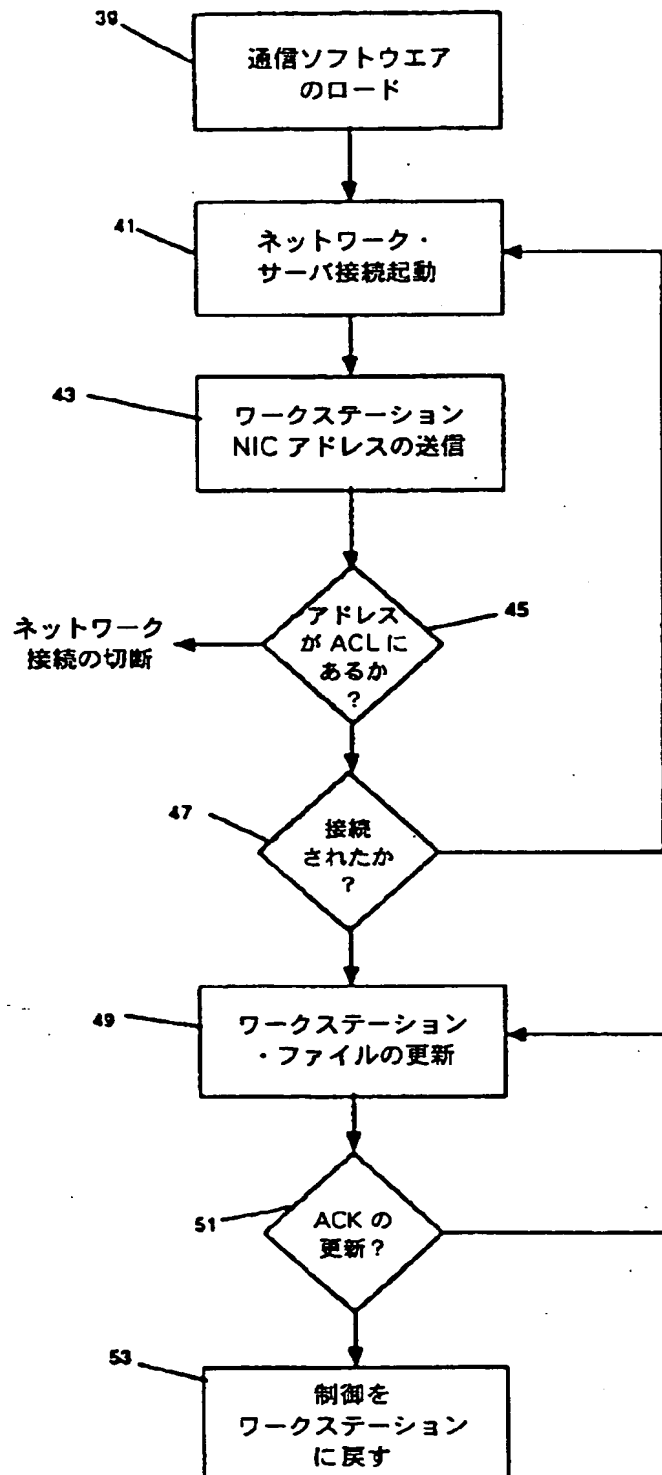 39
通信ソフトウエア
のロード
41
ネットワーク・
サーバ接続起動
43
ワークステーション
NIC アドレスの送信
45
アドレス
が ACL に
あるか
?
ネットワーク
接続の切断
47
接続
されたか
?
49
ワークステーション
・ファイルの更新
51
ACK の
更新?
53
制御を
ワークステーション
に戻す